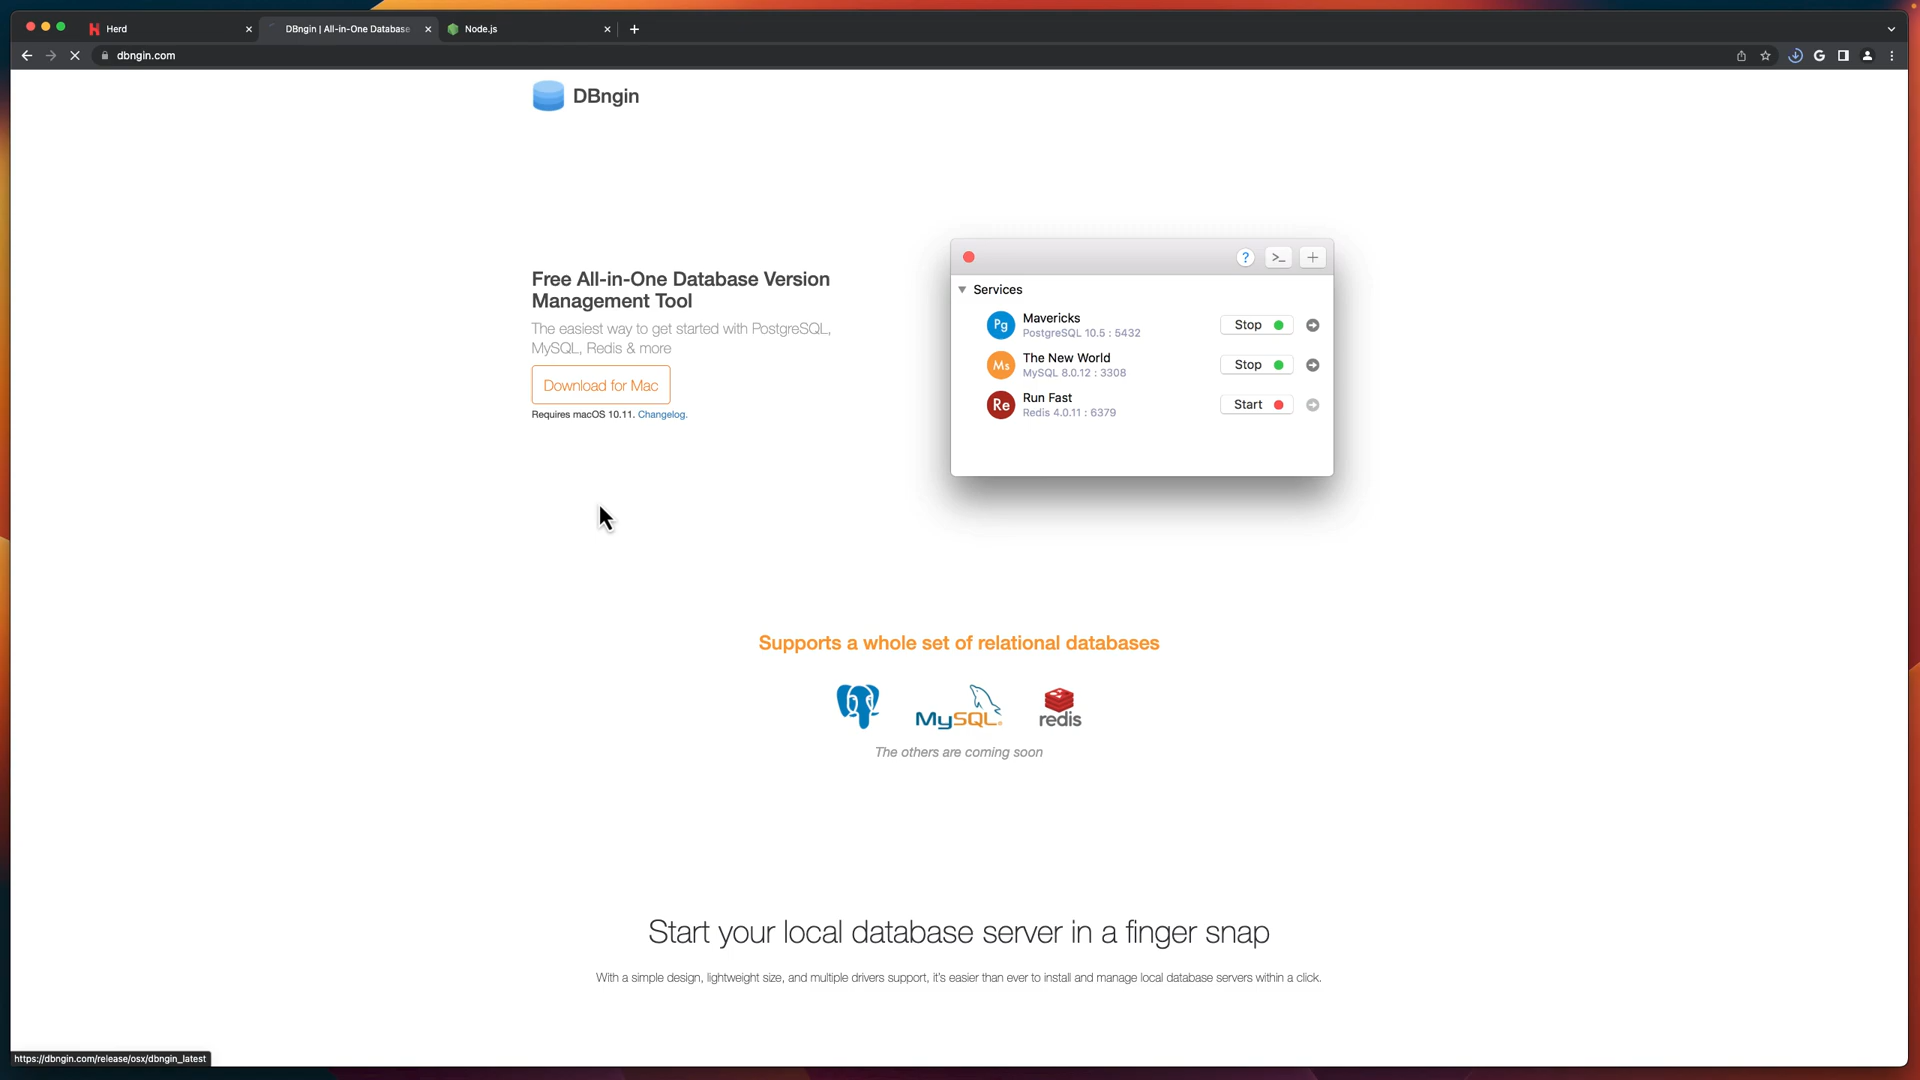 Herd
DBngin | All-in-One Database
Node.js
dbngin.com
DBngin
Free All-in-One Database Version
Management Tool
The easiest way to get started with PostgreSQL,
MySQL, Redis & more
Download for Mac
Requires macOS 10.11. Changelog.
Services
Pg
Mavericks
PostgreSQL 10.5 : 5432
Stop
Ms
The New World
MySQL 8.0.12 : 3308
Stop
Re
Run Fast
Redis 4.0.11 : 6379
Start
Supports a whole set of relational databases
MySQL
redis
The others are coming soon
Start your local database server in a finger snap
With a simple design, lightweight size, and multiple drivers support, it's easier than ever to install and manage local database servers within a click.
https://dbngin.com/release/osx/dbngin_latest